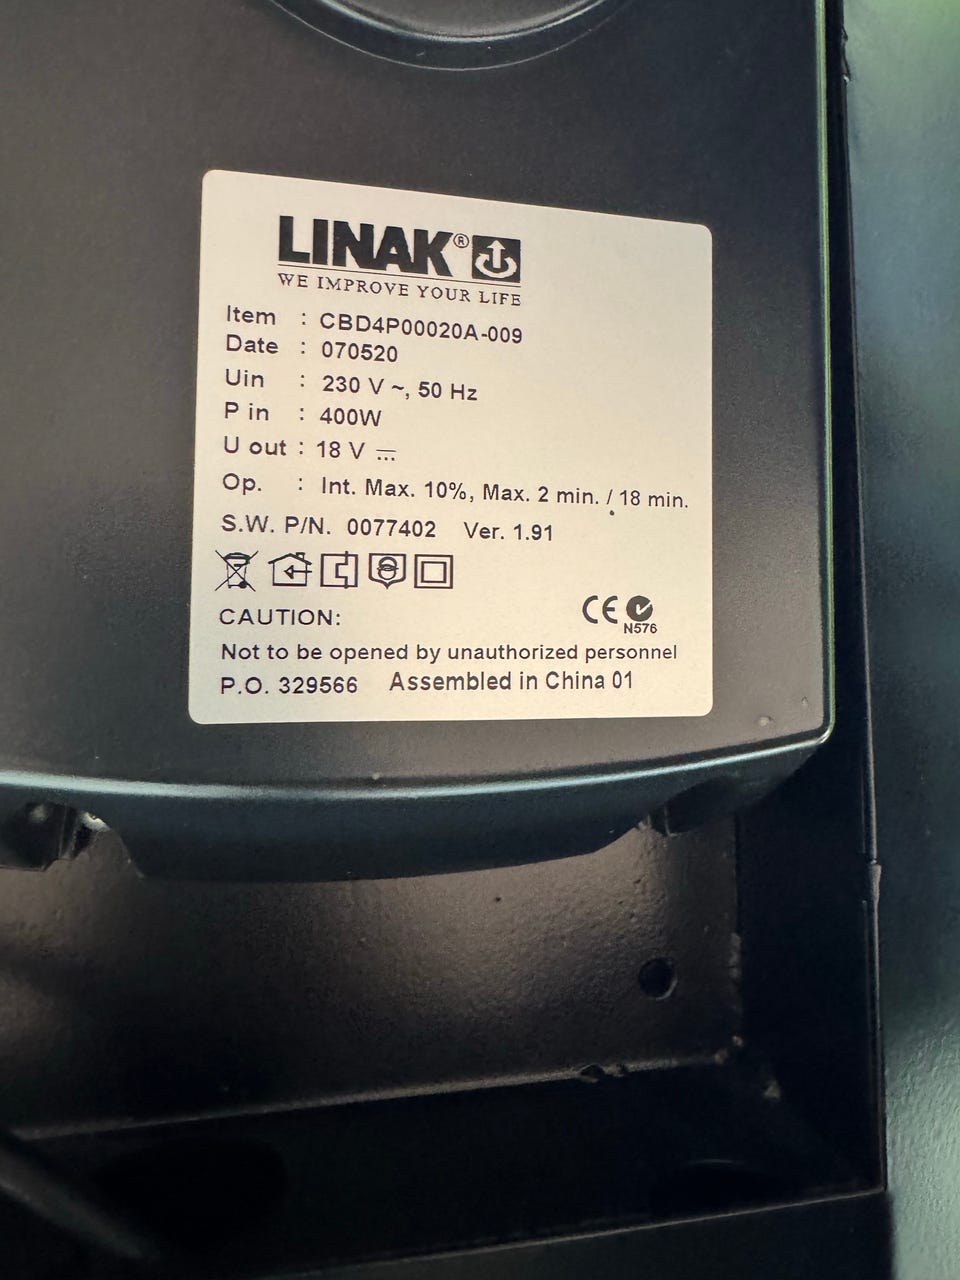 LINAK®
WE IMPROVE YOUR LIFE
Item : CBD4P00020A-009
Date : 070520
Uin : 230 V ~, 50 Hz
P in : 400W
U out : 18 V ⎓
Op. : Int. Max. 10%, Max. 2 min. / 18 min.
S.W. P/N. 0077402 Ver. 1.91
CAUTION:
CE
N576
Not to be opened by unauthorized personnel
P.O. 329566 Assembled in China 01